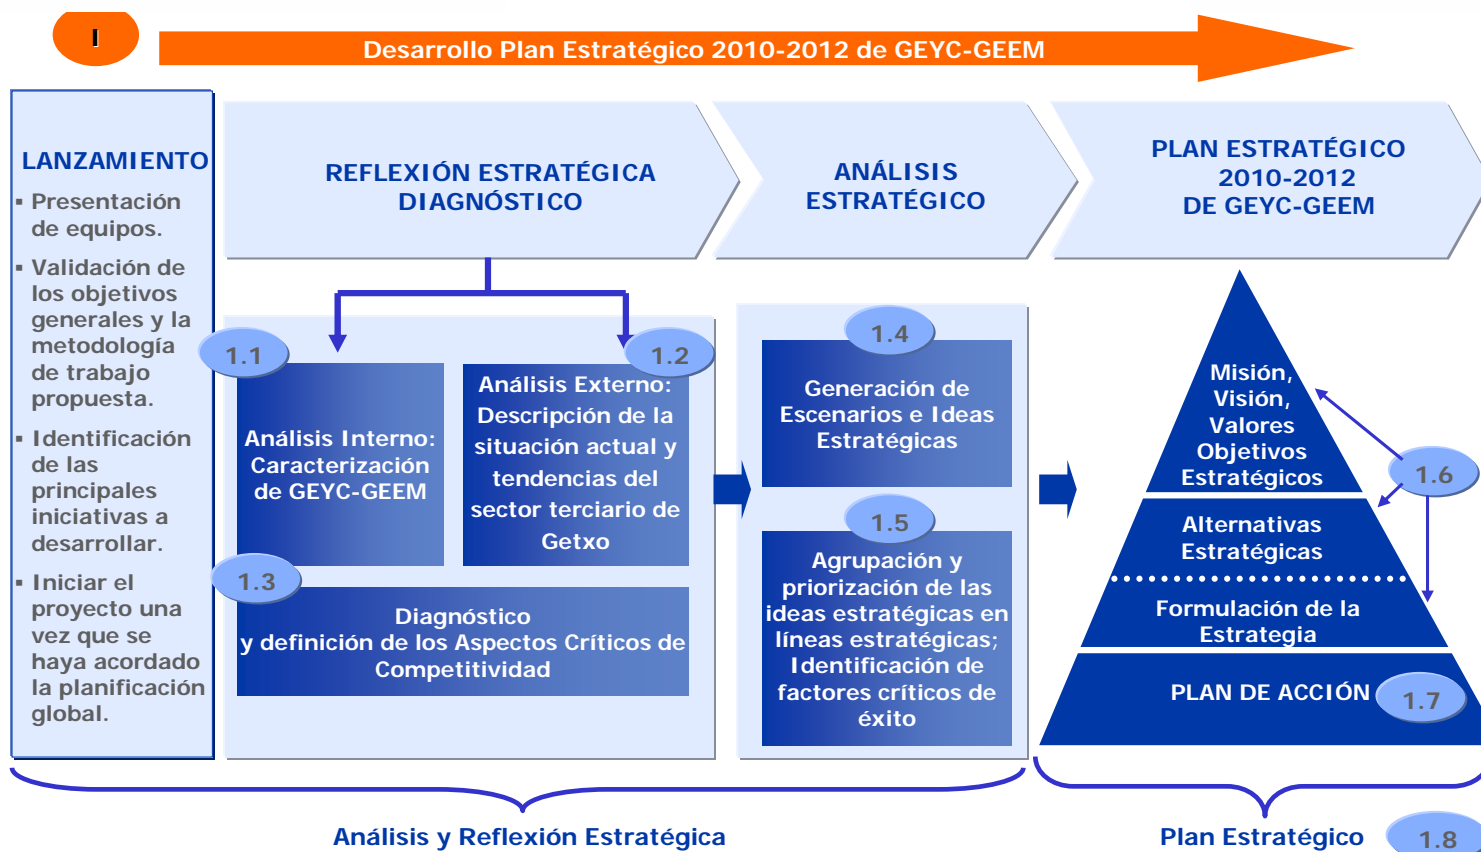 I
Desarrollo Plan Estratégico 2010-2012 de GEYC-GEEM
LANZAMIENTO
▪ Presentación
de equipos.
▪ Validación de
los objetivos
generales y la
metodología
de trabajo
propuesta.
▪ Identificación
de las
principales
iniciativas a
desarrollar.
▪ Iniciar el
proyecto una
vez que se
haya acordado
la planificación
global.
REFLEXIÓN ESTRATÉGICA
DIAGNÓSTICO
1.1
Análisis Interno:
Caracterización
de GEYC-GEEM
1.2
Análisis Externo:
Descripción de la
situación actual y
tendencias del
sector terciario de
Getxo
1.3
Diagnóstico
y definición de los Aspectos Críticos de
Competitividad
ANÁLISIS
ESTRATÉGICO
1.4
Generación de
Escenarios e Ideas
Estratégicas
1.5
Agrupación y
priorización de las
ideas estratégicas en
líneas estratégicas;
Identificación de
factores críticos de
éxito
PLAN ESTRATÉGICO
2010-2012
DE GEYC-GEEM
Misión,
Visión,
Valores
Objetivos
Estratégicos
1.6
Alternativas
Estratégicas
Formulación de la
Estrategia
PLAN DE ACCIÓN
1.7
Análisis y Reflexión Estratégica
Plan Estratégico
1.8